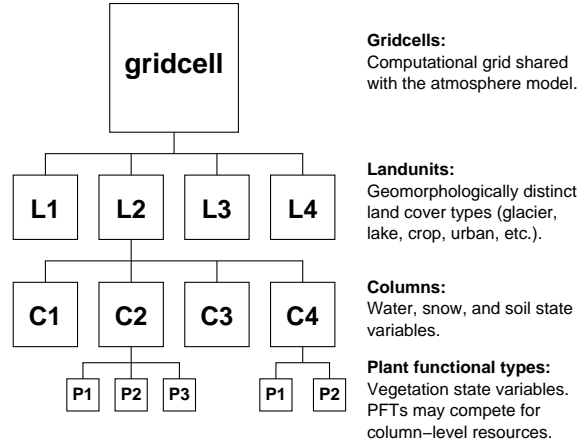 gridcell
Gridcells:
Computational grid shared
with the atmosphere model.
L1 L2 L3 L4
Landunits:
Geomorphologically distinct
land cover types (glacier,
lake, crop, urban, etc.).
C1 C2 C3 C4
Columns:
Water, snow, and soil state
variables.
P1 P2 P3 P1 P2
Plant functional types:
Vegetation state variables.
PFTs may compete for
column−level resources.